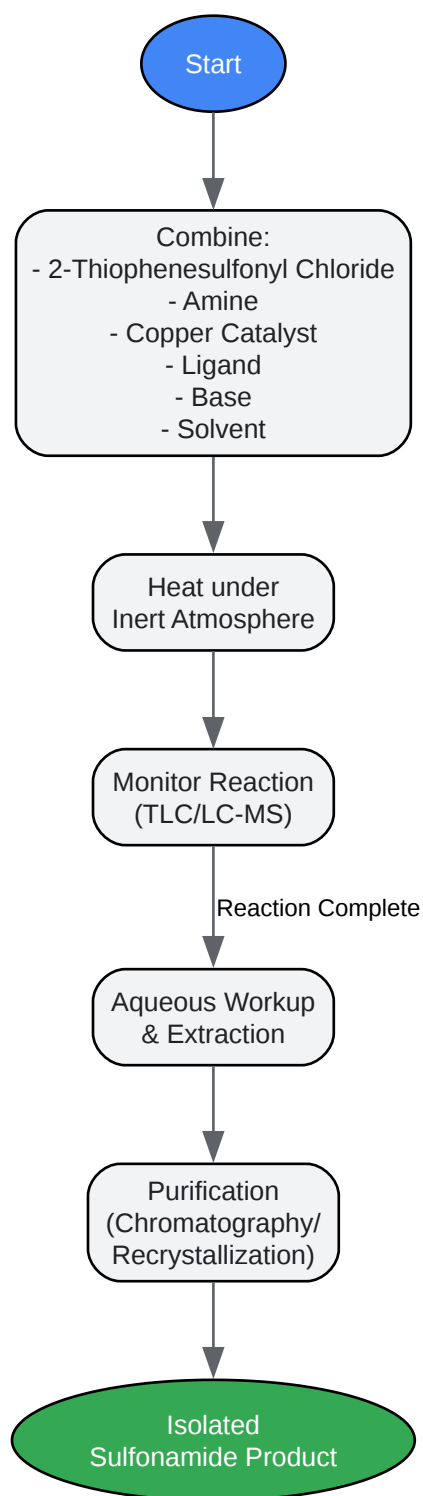 Start
Combine:
- 2-Thiophenesulfonyl Chloride
- Amine
- Copper Catalyst
- Ligand
- Base
- Solvent
Heat under
Inert Atmosphere
Monitor Reaction
(TLC/LC-MS)
Reaction Complete
Aqueous Workup
& Extraction
Purification
(Chromatography/
Recrystallization)
Isolated
Sulfonamide Product